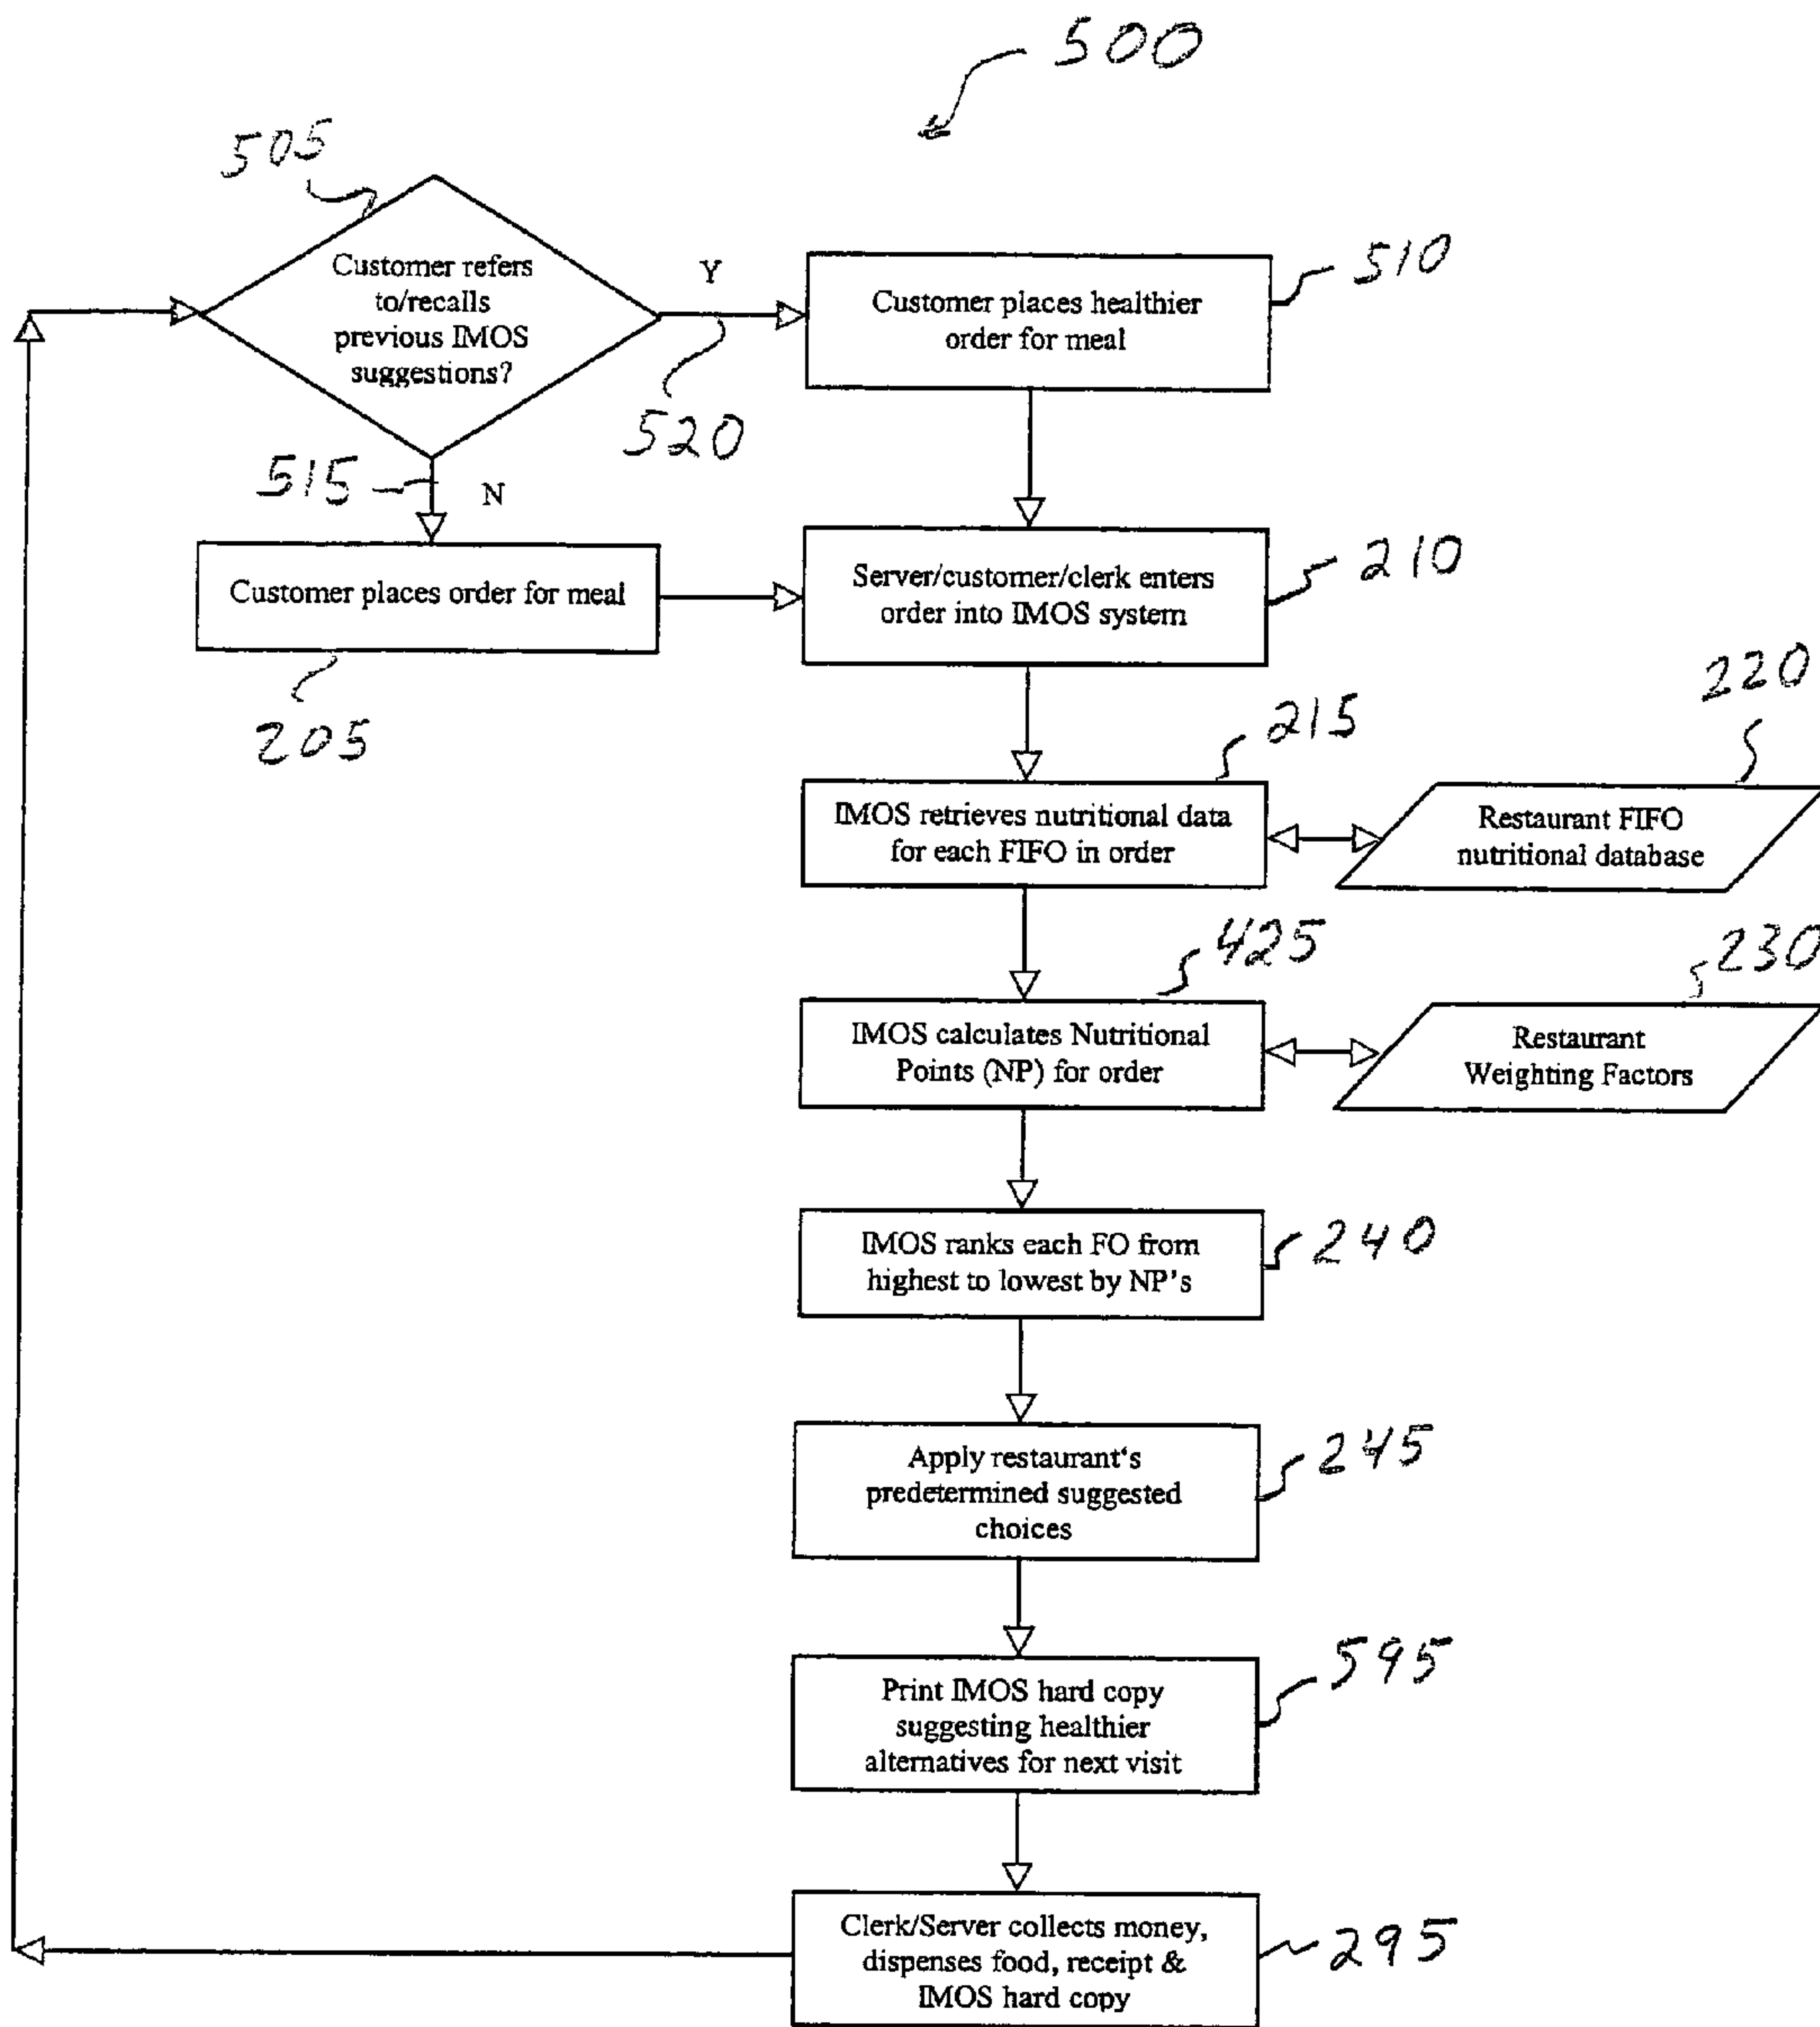 500
505
Customer refers
to/recalls
previous IMOS
suggestions?
Y
520
Customer places healthier
order for meal
510
515
N
Customer places order for meal
205
Server/customer/clerk enters
order into IMOS system
210
IMOS retrieves nutritional data
for each FIFO in order
215
Restaurant FIFO
nutritional database
220
IMOS calculates Nutritional
Points (NP) for order
425
Restaurant
Weighting Factors
230
IMOS ranks each FO from
highest to lowest by NP's
240
Apply restaurant's
predetermined suggested
choices
245
Print IMOS hard copy
suggesting healthier
alternatives for next visit
595
Clerk/Server collects money,
dispenses food, receipt &
IMOS hard copy
295